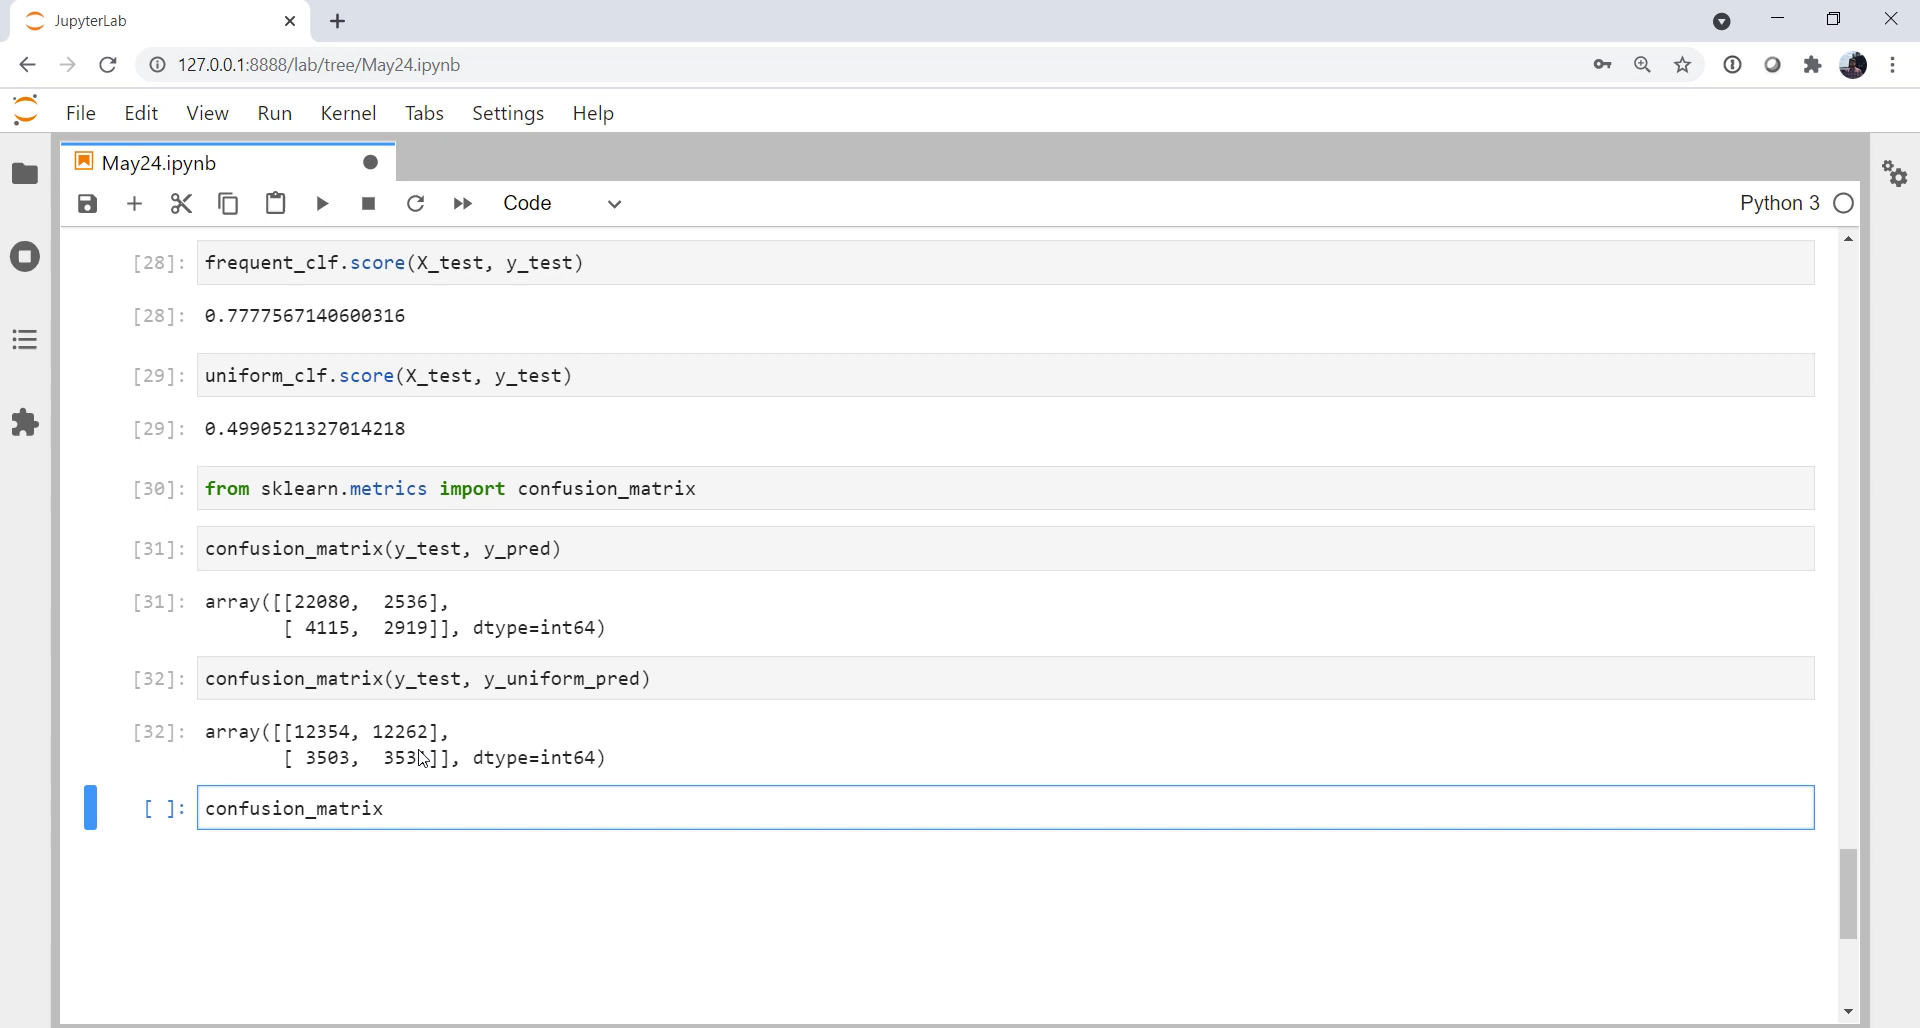 JupyterLab
127.0.0.1:8888/lab/tree/May24.ipynb
File Edit View Run Kernel Tabs Settings Help
May24.ipynb
Code Python 3
[28]: frequent_clf.score(X_test, y_test)
[28]: 0.7777567140600316
[29]: uniform_clf.score(X_test, y_test)
[29]: 0.4990521327014218
[30]: from sklearn.metrics import confusion_matrix
[31]: confusion_matrix(y_test, y_pred)
[31]: array([[22080, 2536],
[ 4115, 2919]], dtype=int64)
[32]: confusion_matrix(y_test, y_uniform_pred)
[32]: array([[12354, 12262],
[ 3503, dtype=int64)
[ ]: confusion_matrix